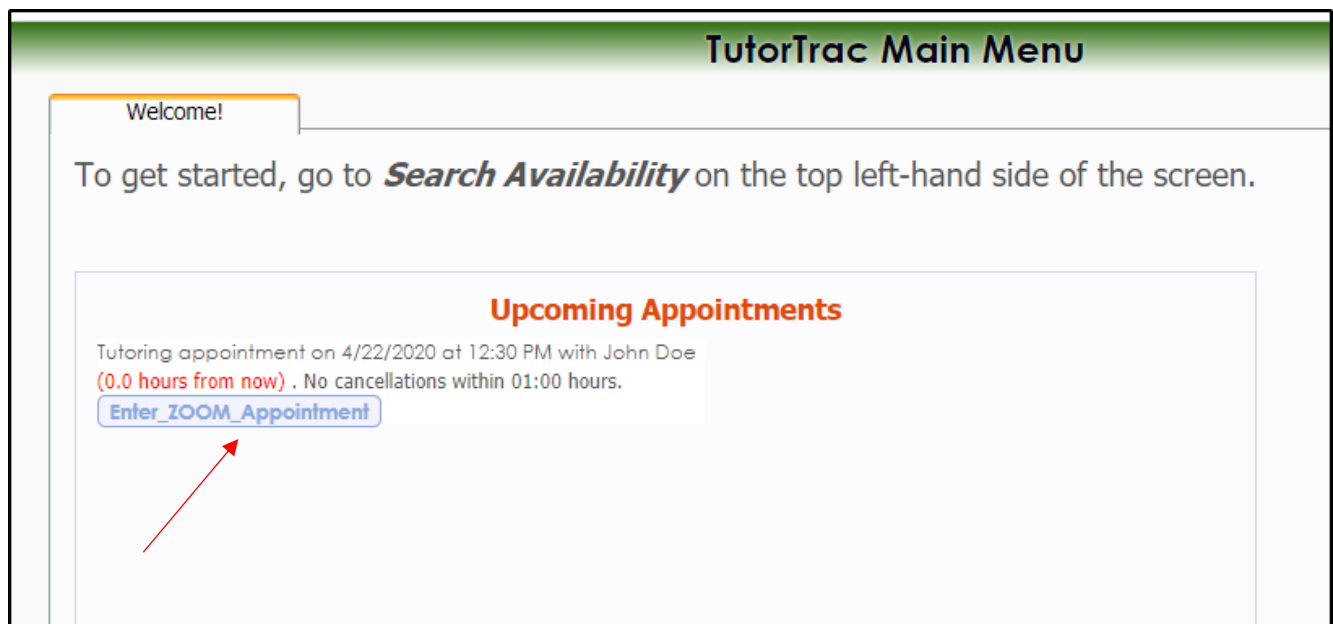 TutorTrac Main Menu
Welcome!
To get started, go to Search Availability on the top left-hand side of the screen.
Upcoming Appointments
Tutoring appointment on 4/22/2020 at 12:30 PM with John Doe
(0.0 hours from now) . No cancellations within 01:00 hours.
Enter_ZOOM_Appointment